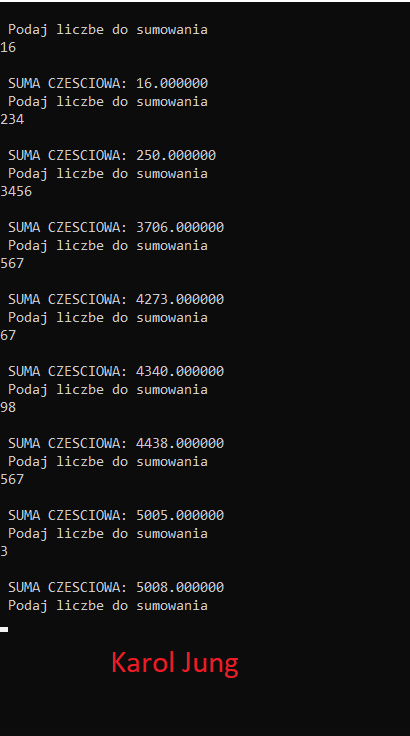 Podaj liczbe do sumowania
16
SUMA CZESCIOWA: 16.000000
Podaj liczbe do sumowania
234
SUMA CZESCIOWA: 250.000000
Podaj liczbe do sumowania
3456
SUMA CZESCIOWA: 3706.000000
Podaj liczbe do sumowania
567
SUMA CZESCIOWA: 4273.000000
Podaj liczbe do sumowania
67
SUMA CZESCIOWA: 4340.000000
Podaj liczbe do sumowania
98
SUMA CZESCIOWA: 4438.000000
Podaj liczbe do sumowania
567
SUMA CZESCIOWA: 5005.000000
Podaj liczbe do sumowania
3
SUMA CZESCIOWA: 5008.000000
Podaj liczbe do sumowania
Karol Jung